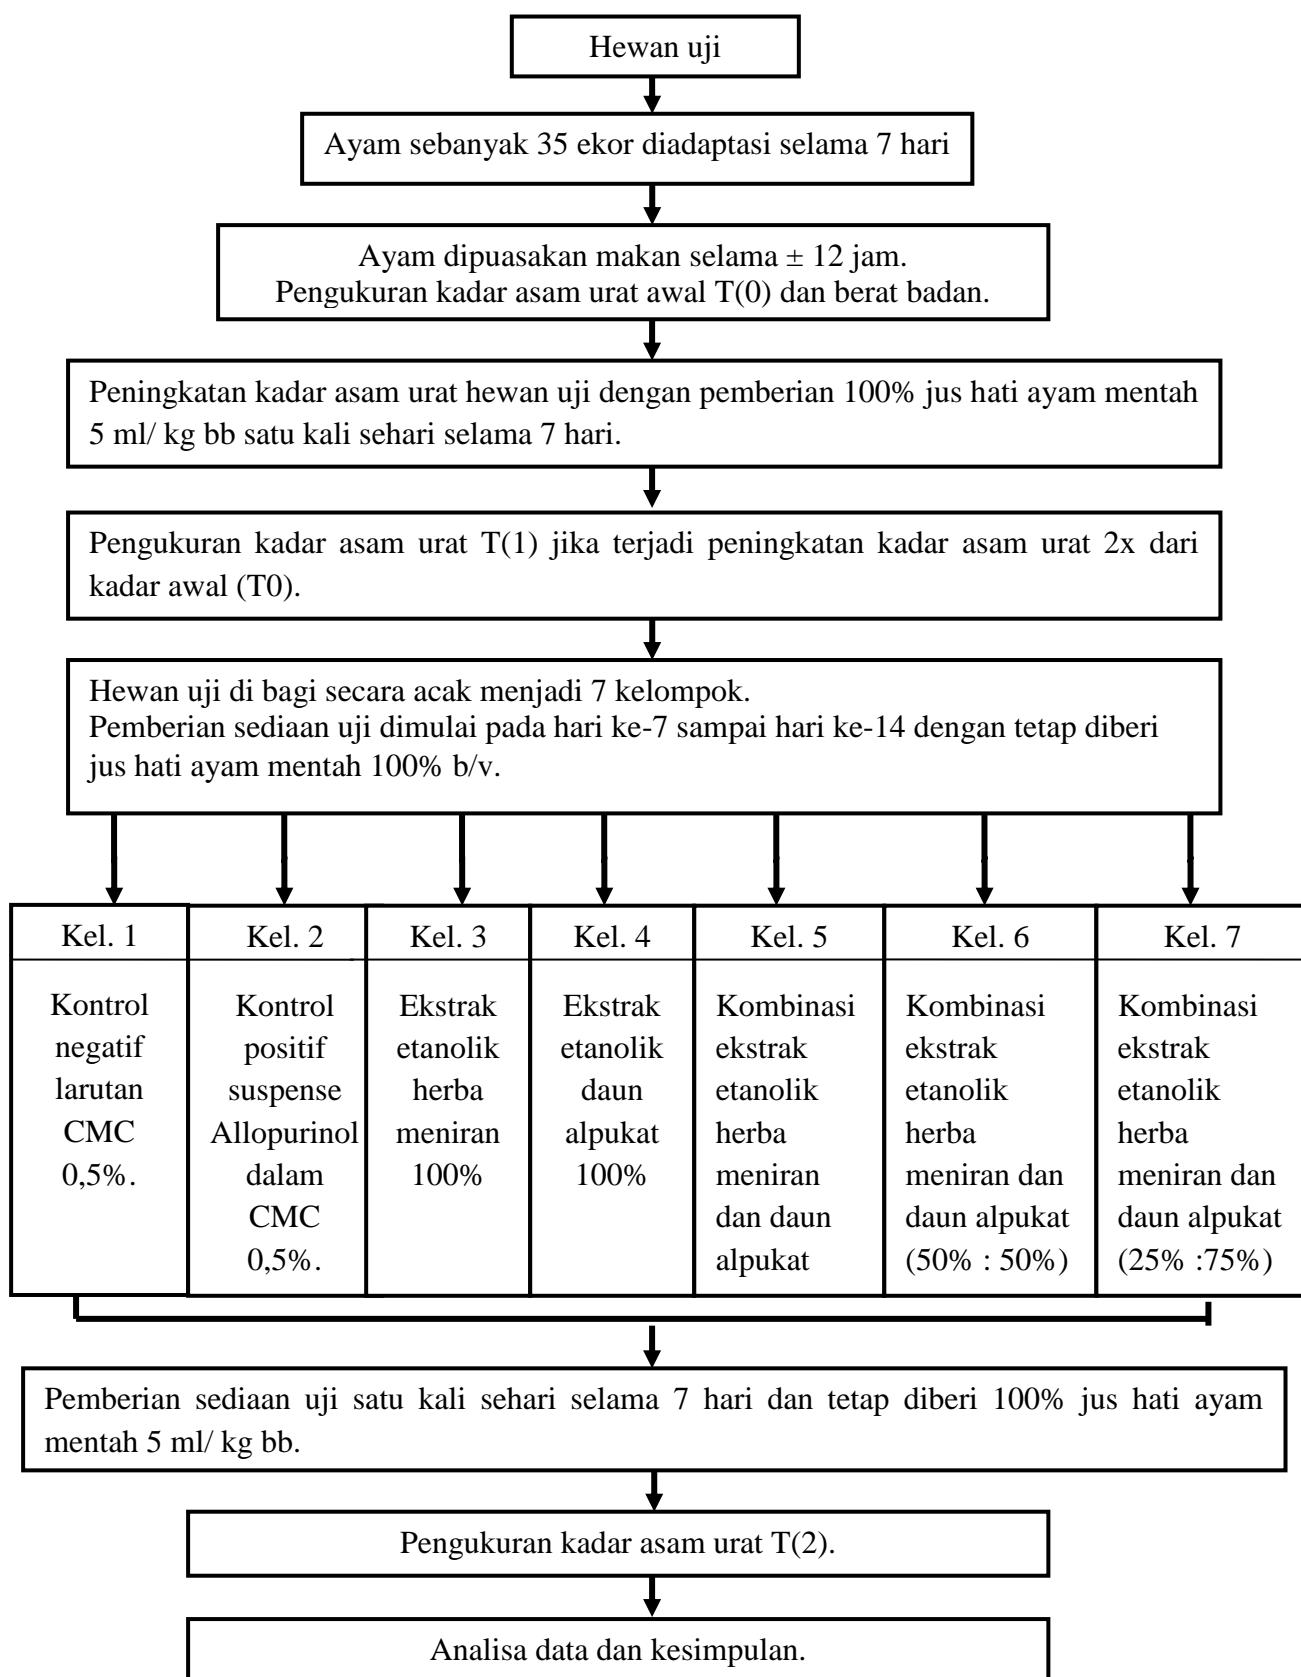 Hewan uji
Ayam sebanyak 35 ekor diadaptasi selama 7 hari
Ayam dipuasakan makan selama ± 12 jam.
Pengukuran kadar asam urat awal T(0) dan berat badan.
Peningkatan kadar asam urat hewan uji dengan pemberian 100% jus hati ayam mentah
5 ml/ kg bb satu kali sehari selama 7 hari.
Pengukuran kadar asam urat T(1) jika terjadi peningkatan kadar asam urat 2x dari
kadar awal (T0).
Hewan uji di bagi secara acak menjadi 7 kelompok.
Pemberian sediaan uji dimulai pada hari ke-7 sampai hari ke-14 dengan tetap diberi
jus hati ayam mentah 100% b/v.
Kel. 1
Kontrol
negatif
larutan
CMC
0,5%.
Kel. 2
Kontrol
positif
suspense
Allopurinol
dalam
CMC
0,5%.
Kel. 3
Ekstrak
etanolik
herba
meniran
100%
Kel. 4
Ekstrak
etanolik
daun
alpukat
100%
Kel. 5
Kombinasi
ekstrak
etanolik
herba
meniran
dan daun
alpukat
Kel. 6
Kombinasi
ekstrak
etanolik
herba
meniran dan
daun alpukat
(50% : 50%)
Kel. 7
Kombinasi
ekstrak
etanolik
herba
meniran dan
daun alpukat
(25% :75%)
Pemberian sediaan uji satu kali sehari selama 7 hari dan tetap diberi 100% jus hati ayam
mentah 5 ml/ kg bb.
Pengukuran kadar asam urat T(2).
Analisa data dan kesimpulan.